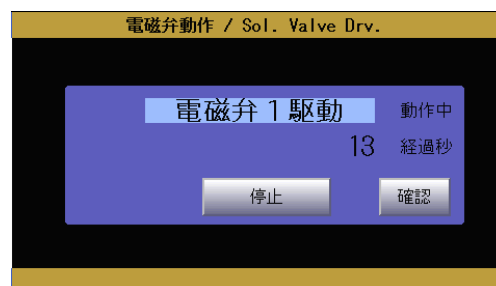 電磁弁動作 / Sol. Valve Drv.
電磁弁1駆動 動作中
13 経過秒
停止 確認